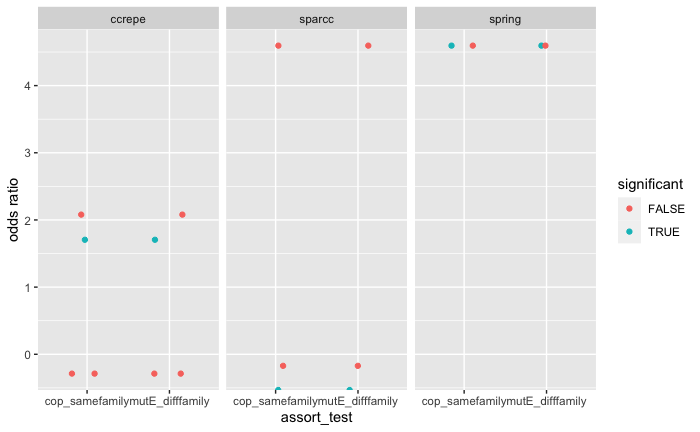 ccrepe
sparcc
spring
odds ratio
4
3
2
1
0
cop_samefamilymutE_difffamily
cop_samefamilymutE_difffamily
cop_samefamilymutE_difffamily
assort_test
significant
FALSE
TRUE